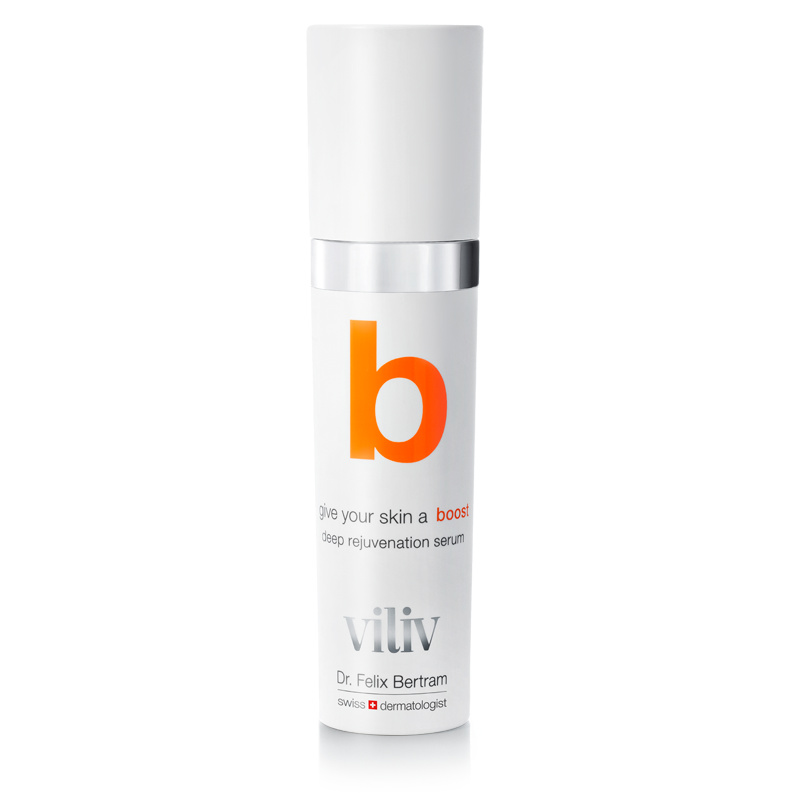 b
give your skin a boost
deep rejuvenation serum
viliv
Dr. Felix Bertram
swiss dermatologist